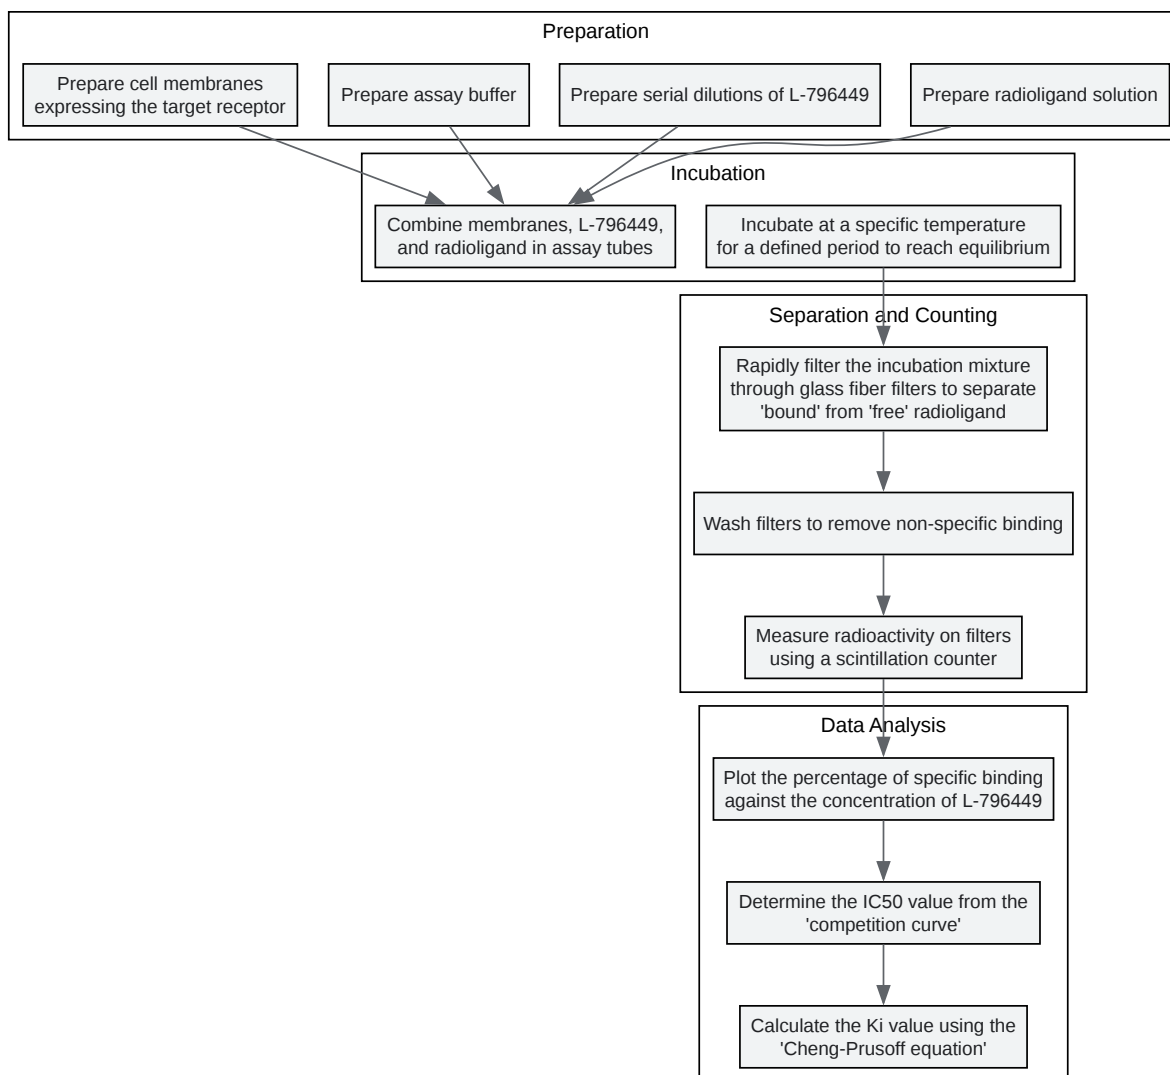 Preparation
Prepare cell membranes
expressing the target receptor
Prepare assay buffer
Prepare serial dilutions of L-796449
Prepare radioligand solution
Incubation
Combine membranes, L-796449,
and radioligand in assay tubes
Incubate at a specific temperature
for a defined period to reach equilibrium
Separation and Counting
Rapidly filter the incubation mixture
through glass fiber filters to separate
'bound' from 'free' radioligand
Wash filters to remove non-specific binding
Measure radioactivity on filters
using a scintillation counter
Data Analysis
Plot the percentage of specific binding
against the concentration of L-796449
Determine the IC50 value from the
'competition curve'
Calculate the Ki value using the
'Cheng-Prusoff equation'